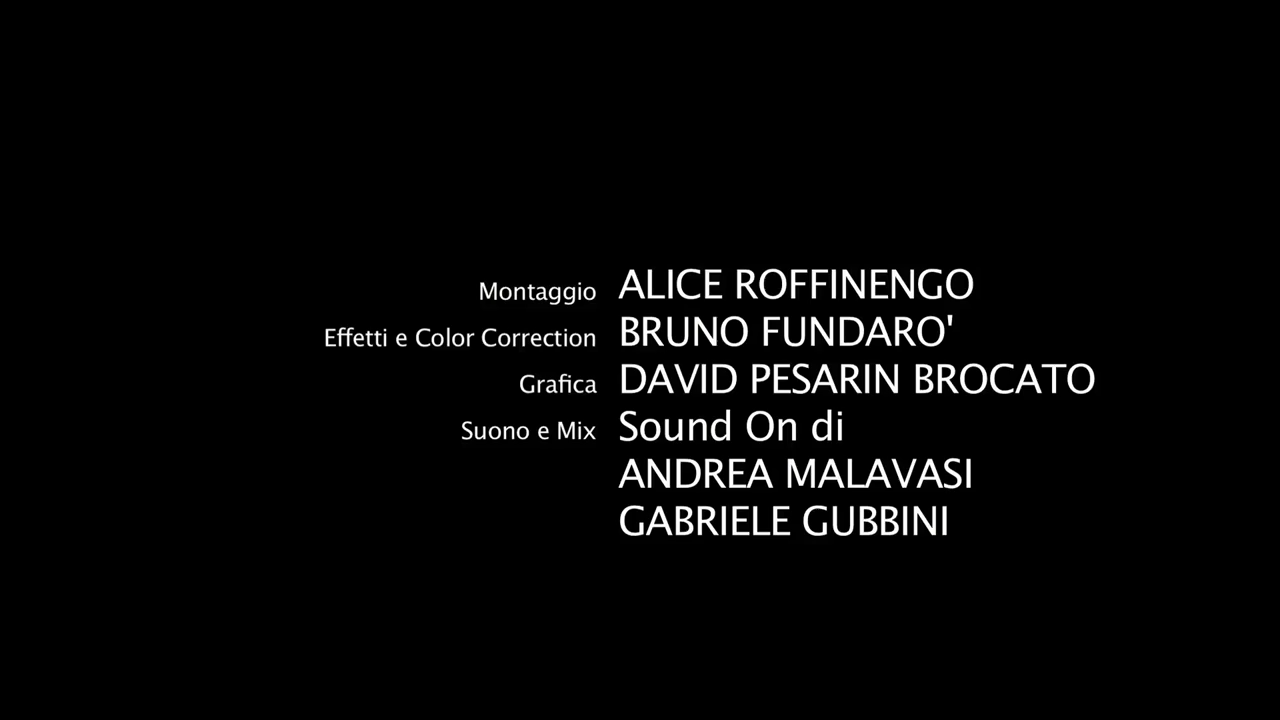 Montaggio ALICE ROFFINENGO
Effetti e Color Correction BRUNO FUNDARO'
Grafica DAVID PESARIN BROCATO
Suono e Mix Sound On di
ANDREA MALAVASI
GABRIELE GUBBINI